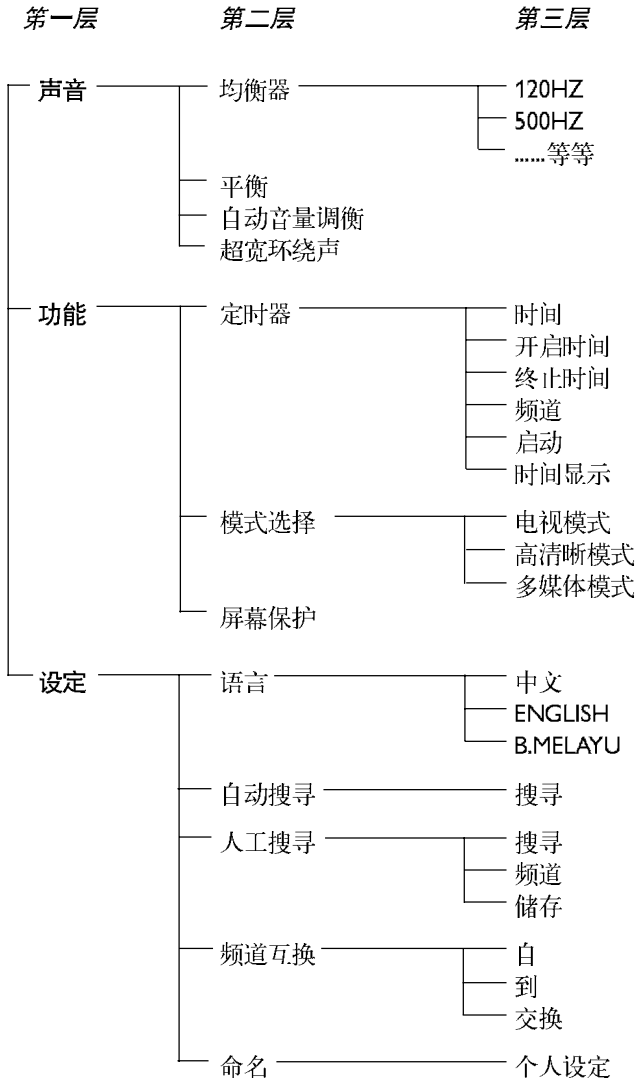 第一层 第二层 第三层
声音 均衡器 120HZ
500HZ
......等等
平衡
自动音量调衡
超宽环绕声
功能 定时器 时间
开启时间
终止时间
频道
启动
时间显示
模式选择 电视模式
高清晰模式
多媒体模式
屏幕保护
设定 语言 中文
ENGLISH
B.MELAYU
自动搜寻 搜寻
人工搜寻 搜寻
频道
储存
频道互换 自
到
交换
命名 个人设定